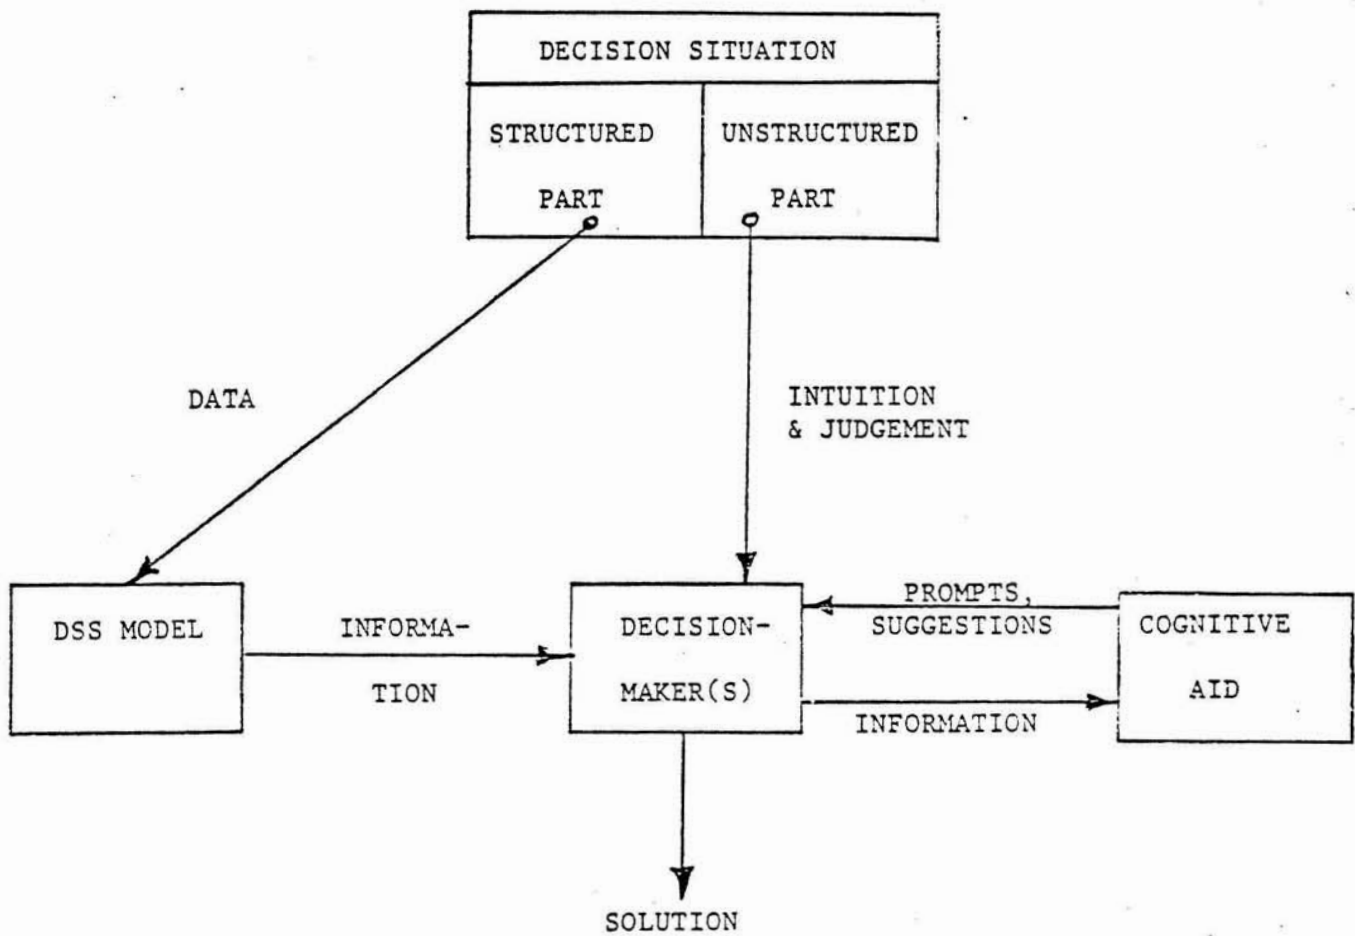 DECISION SITUATION
STRUCTURED
PART
UNSTRUCTURED
PART
DATA
INTUITION
& JUDGEMENT
DSS MODEL
INFORMA-
TION
DECISION-
MAKER(S)
PROMPTS,
SUGGESTIONS
INFORMATION
COGNITIVE
AID
SOLUTION